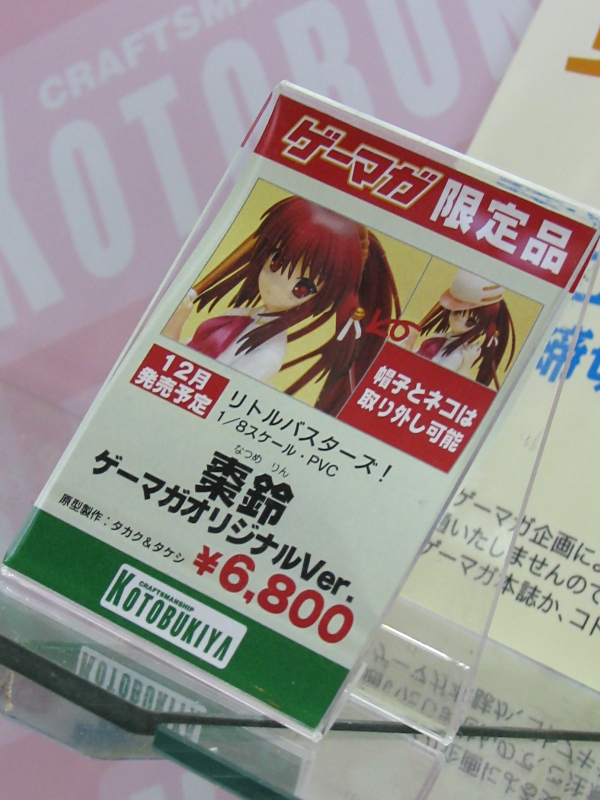 CRAFTSMAN
KOTOBUK
ゲーマガ 限定品
12月
発売予定
帽子とネコは
取り外し可能
リトルバスターズ!
1/8スケール・PVC
なつめ りん
棗鈴
ゲーマガオリジナルVer.
原型製作:タカク&タケシ
¥6,800
CRAFTSMANSHIP
KOTOBUKIYA
ゲーマガ企画によ
いたしませんので
ゲーマガ本誌か、コト
KOTOBUKIYA